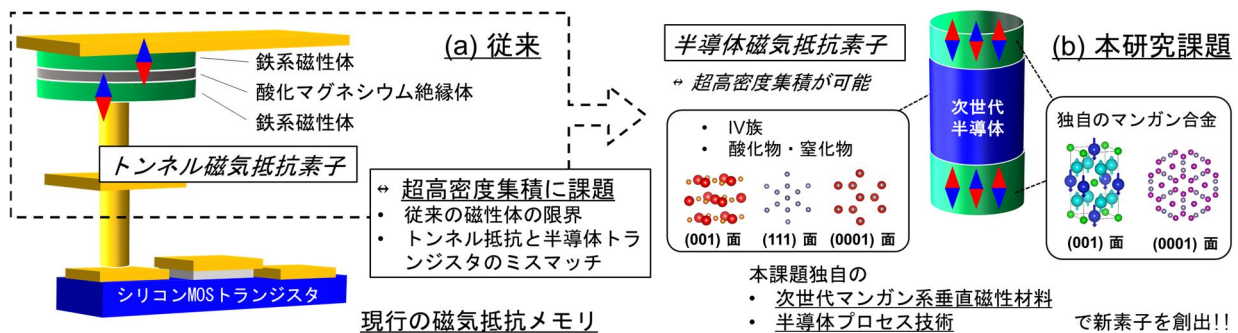 (a) 従来
鉄系磁性体
酸化マグネシウム絶縁体
鉄系磁性体
トンネル磁気抵抗素子
↔ 超高密度集積に課題
• 従来の磁性体の限界
• トンネル抵抗と半導体トラ
ンジスタのミスマッチ
シリコンMOSトランジスタ
現行の磁気抵抗メモリ
半導体磁気抵抗素子
↔ 超高密度集積が可能
(b) 本研究課題
• IV族
• 酸化物・窒化物
(001) 面 (111) 面 (0001) 面
次世代
半導体
独自のマンガン合金
(001) 面 (0001) 面
本課題独自の
• 次世代マンガン系垂直磁性材料
• 半導体プロセス技術 で新素子を創出!!